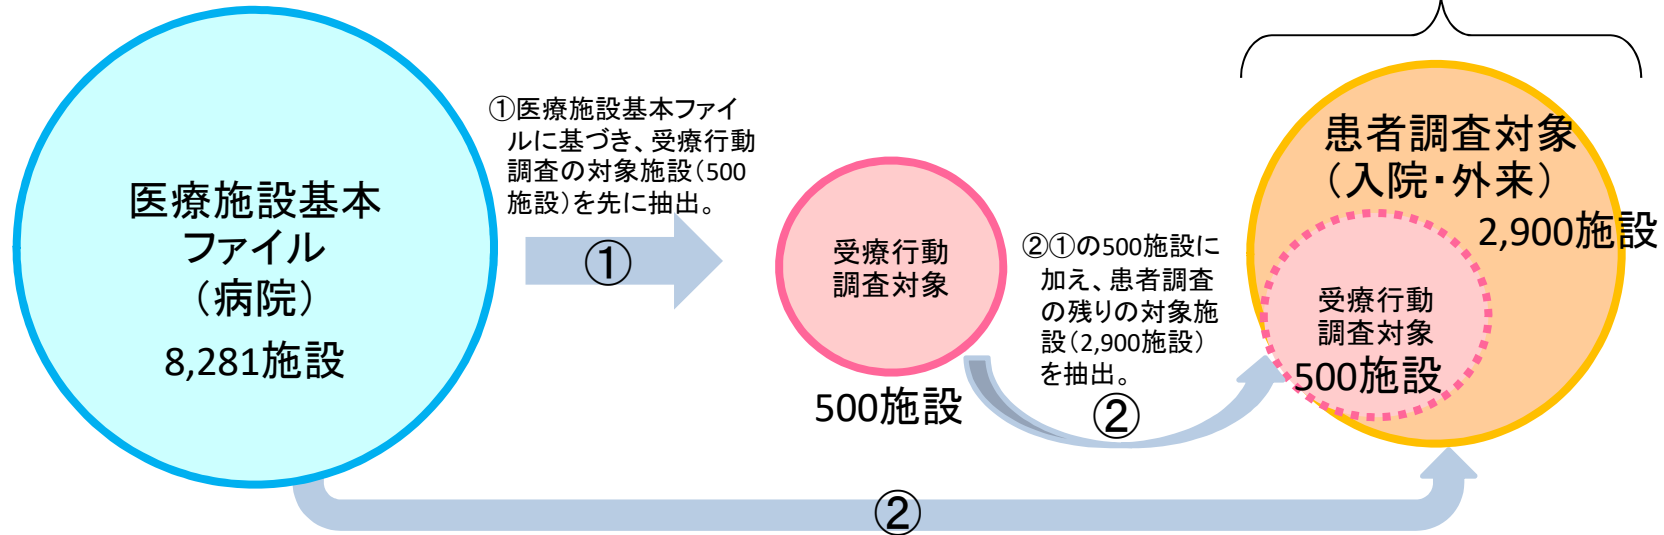 医療施設基本
ファイル
（病院）
8,281施設
①医療施設基本ファイ
ルに基づき、受療行動
調査の対象施設（500
施設）を先に抽出。
①
受療行動
調査対象
500施設
②①の500施設に
加え、患者調査
の残りの対象施
設（2,900施設）
を抽出。
②
患者調査対象
（入院・外来）
2,900施設
受療行動
調査対象
500施設
②